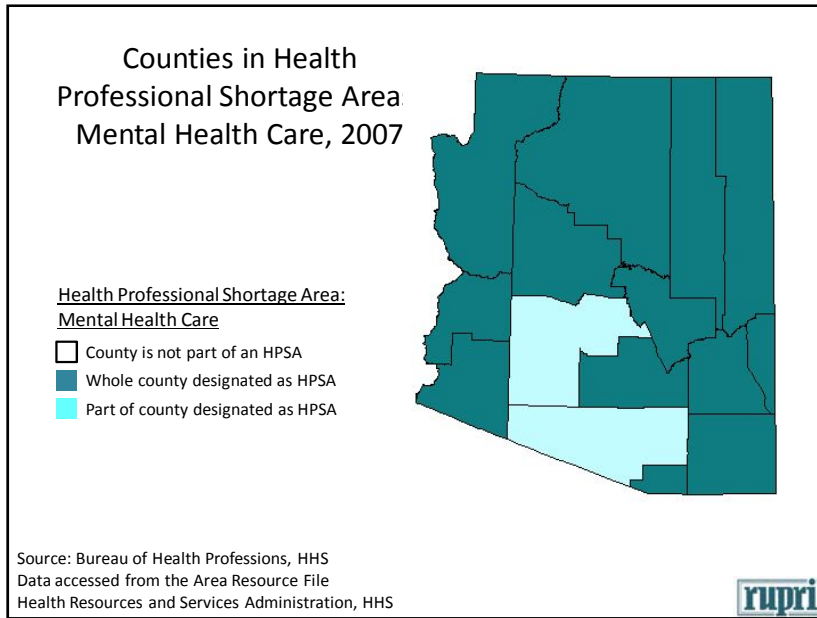 Counties in Health
Professional Shortage Area:
Mental Health Care, 2007
Health Professional Shortage Area:
Mental Health Care
County is not part of an HPSA
Whole county designated as HPSA
Part of county designated as HPSA
Source: Bureau of Health Professions, HHS
Data accessed from the Area Resource File
Health Resources and Services Administration, HHS
rupri